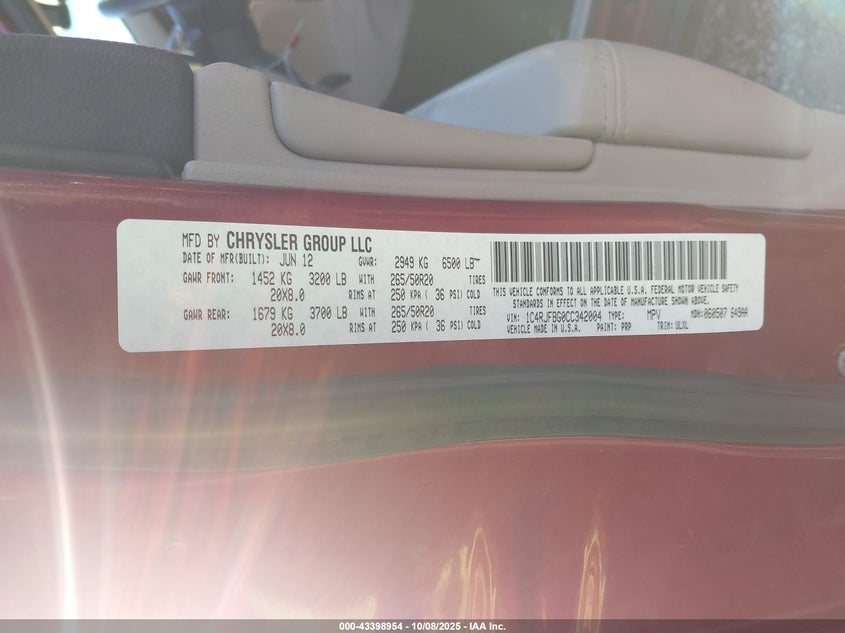 MFD BY CHRYSLER GROUP LLC
DATE OF MFR(BUILT): JUN 12 GVWR: 2949 KG 6500 LB
GAWR FRONT: 1452 KG 3200 LB WITH 265/50R20 TIRES
20X8.0 RIMS AT 250 KPA ( 36 PSI) COLD
GAWR REAR: 1679 KG 3700 LB WITH 265/50R20 TIRES
20X8.0 RIMS AT 250 KPA ( 36 PSI) COLD
THIS VEHICLE CONFORMS TO ALL APPLICABLE U.S.A. FEDERAL MOTOR VEHICLE SAFETY
STANDARDS IN EFFECT ON THE DATE OF MANUFACTURE SHOWN ABOVE.
VIN: 1C4RJFBG0CC342004 TYPE: MPV MDH: 060507 649AA
VEHICLE MADE IN U.S.A. PAINT: PRP TRIM: ULXL
000-43398954 - 10/08/2025 - IAA Inc.